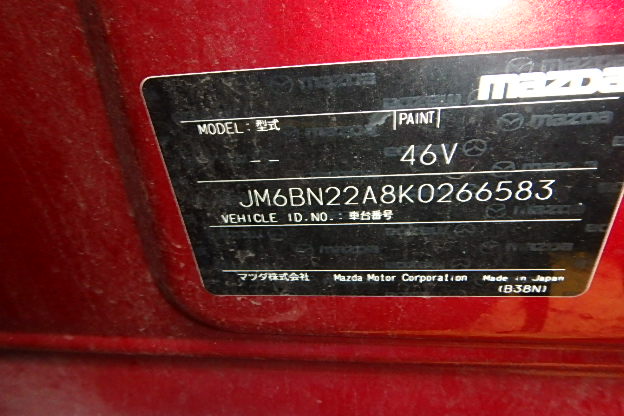 mazda
MODEL: 型式 PAINT
-- 46V
JM6BN22A8K0266583
VEHICLE ID.NO.: 車台番号
マツダ株式会社 Mazda Motor Corporation Made in Japan
(B38N)